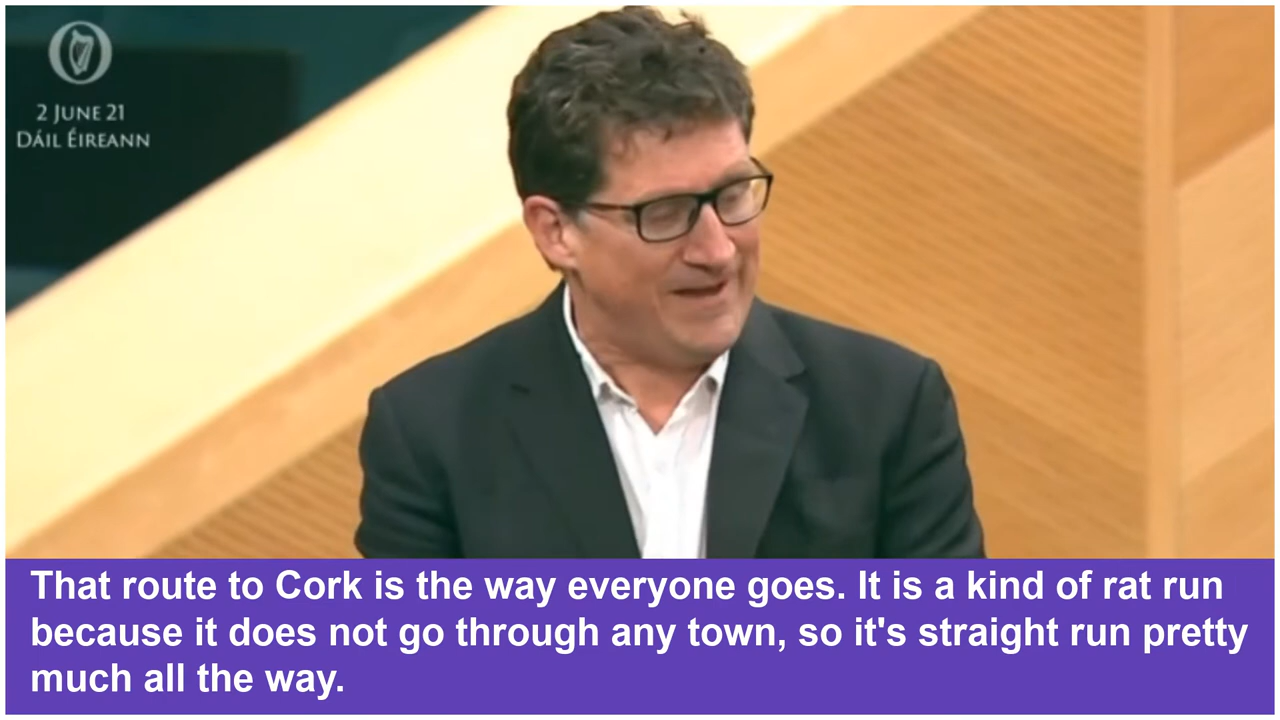 2 JUNE 21
DÁIL ÉIREANN
That route to Cork is the way everyone goes. It is a kind of rat run
because it does not go through any town, so it's straight run pretty
much all the way.